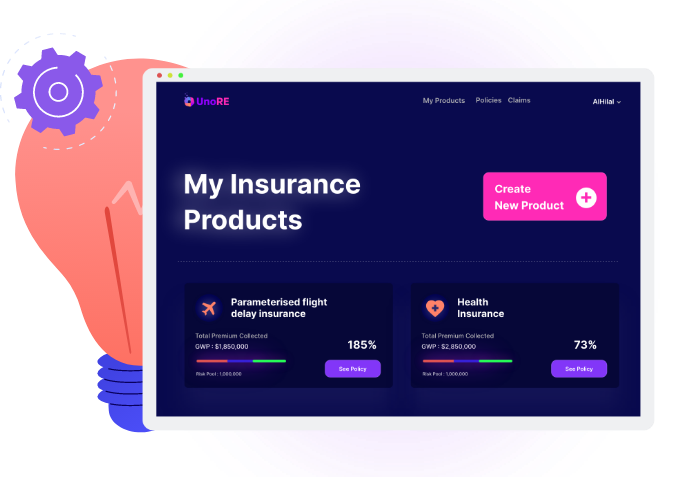 UnoRE
My Products Policies Claims
AlHilal
My Insurance
Products
Create
New Product
Parameterised flight
delay insurance
Total Premium Collected
GWP : $1,850,000
185%
Risk Pool : 1,000,000
See Policy
Health
Insurance
Total Premium Collected
GWP : $2,850,000
73%
Risk Pool : 1,000,000
See Policy